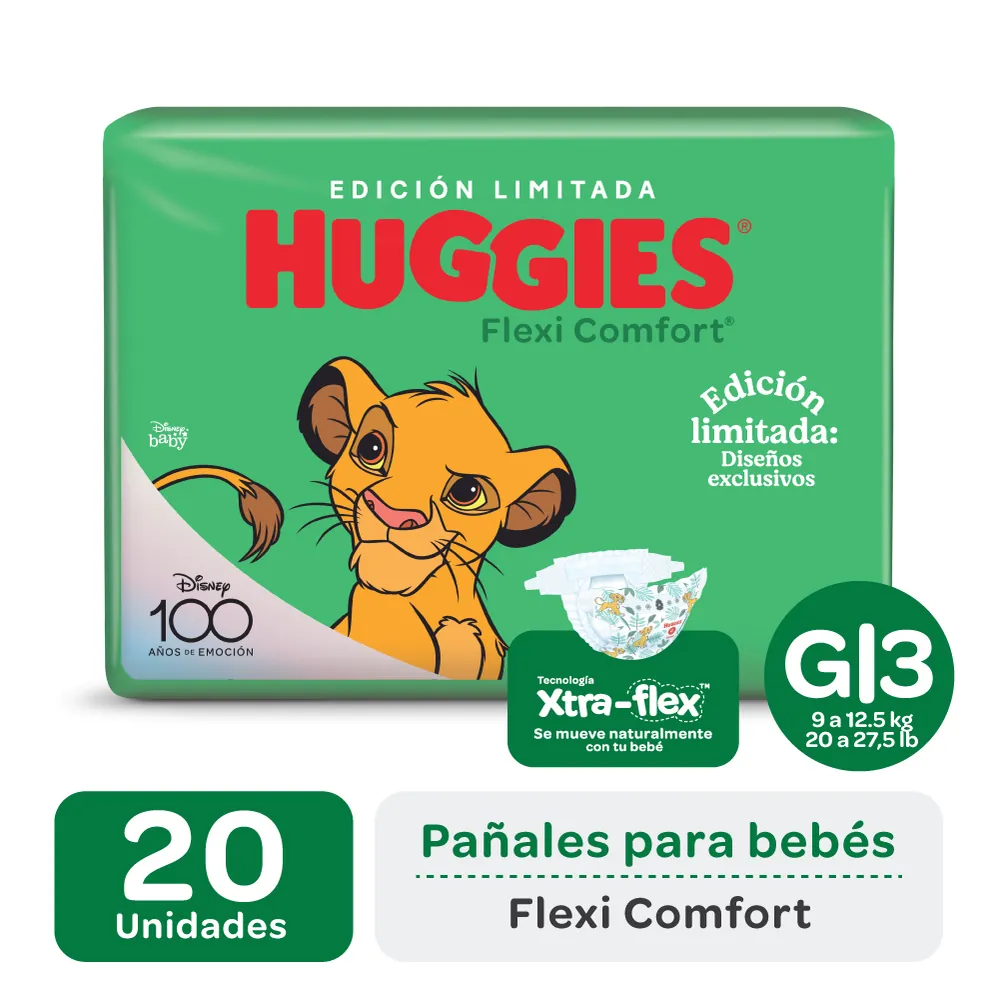 EDICIÓN LIMITADA
HUGGIES®
Flexi Comfort®
Edición
limitada:
Diseños
exclusivos
Disney
baby
Disney
100
AÑOS DE EMOCIÓN
Huggies
Tecnología
Xtra-flex™
Se mueve naturalmente
con tu bebé
G|3
9 a 12.5 kg
20 a 27,5 lb
20
Unidades
Pañales para bebés
Flexi Comfort